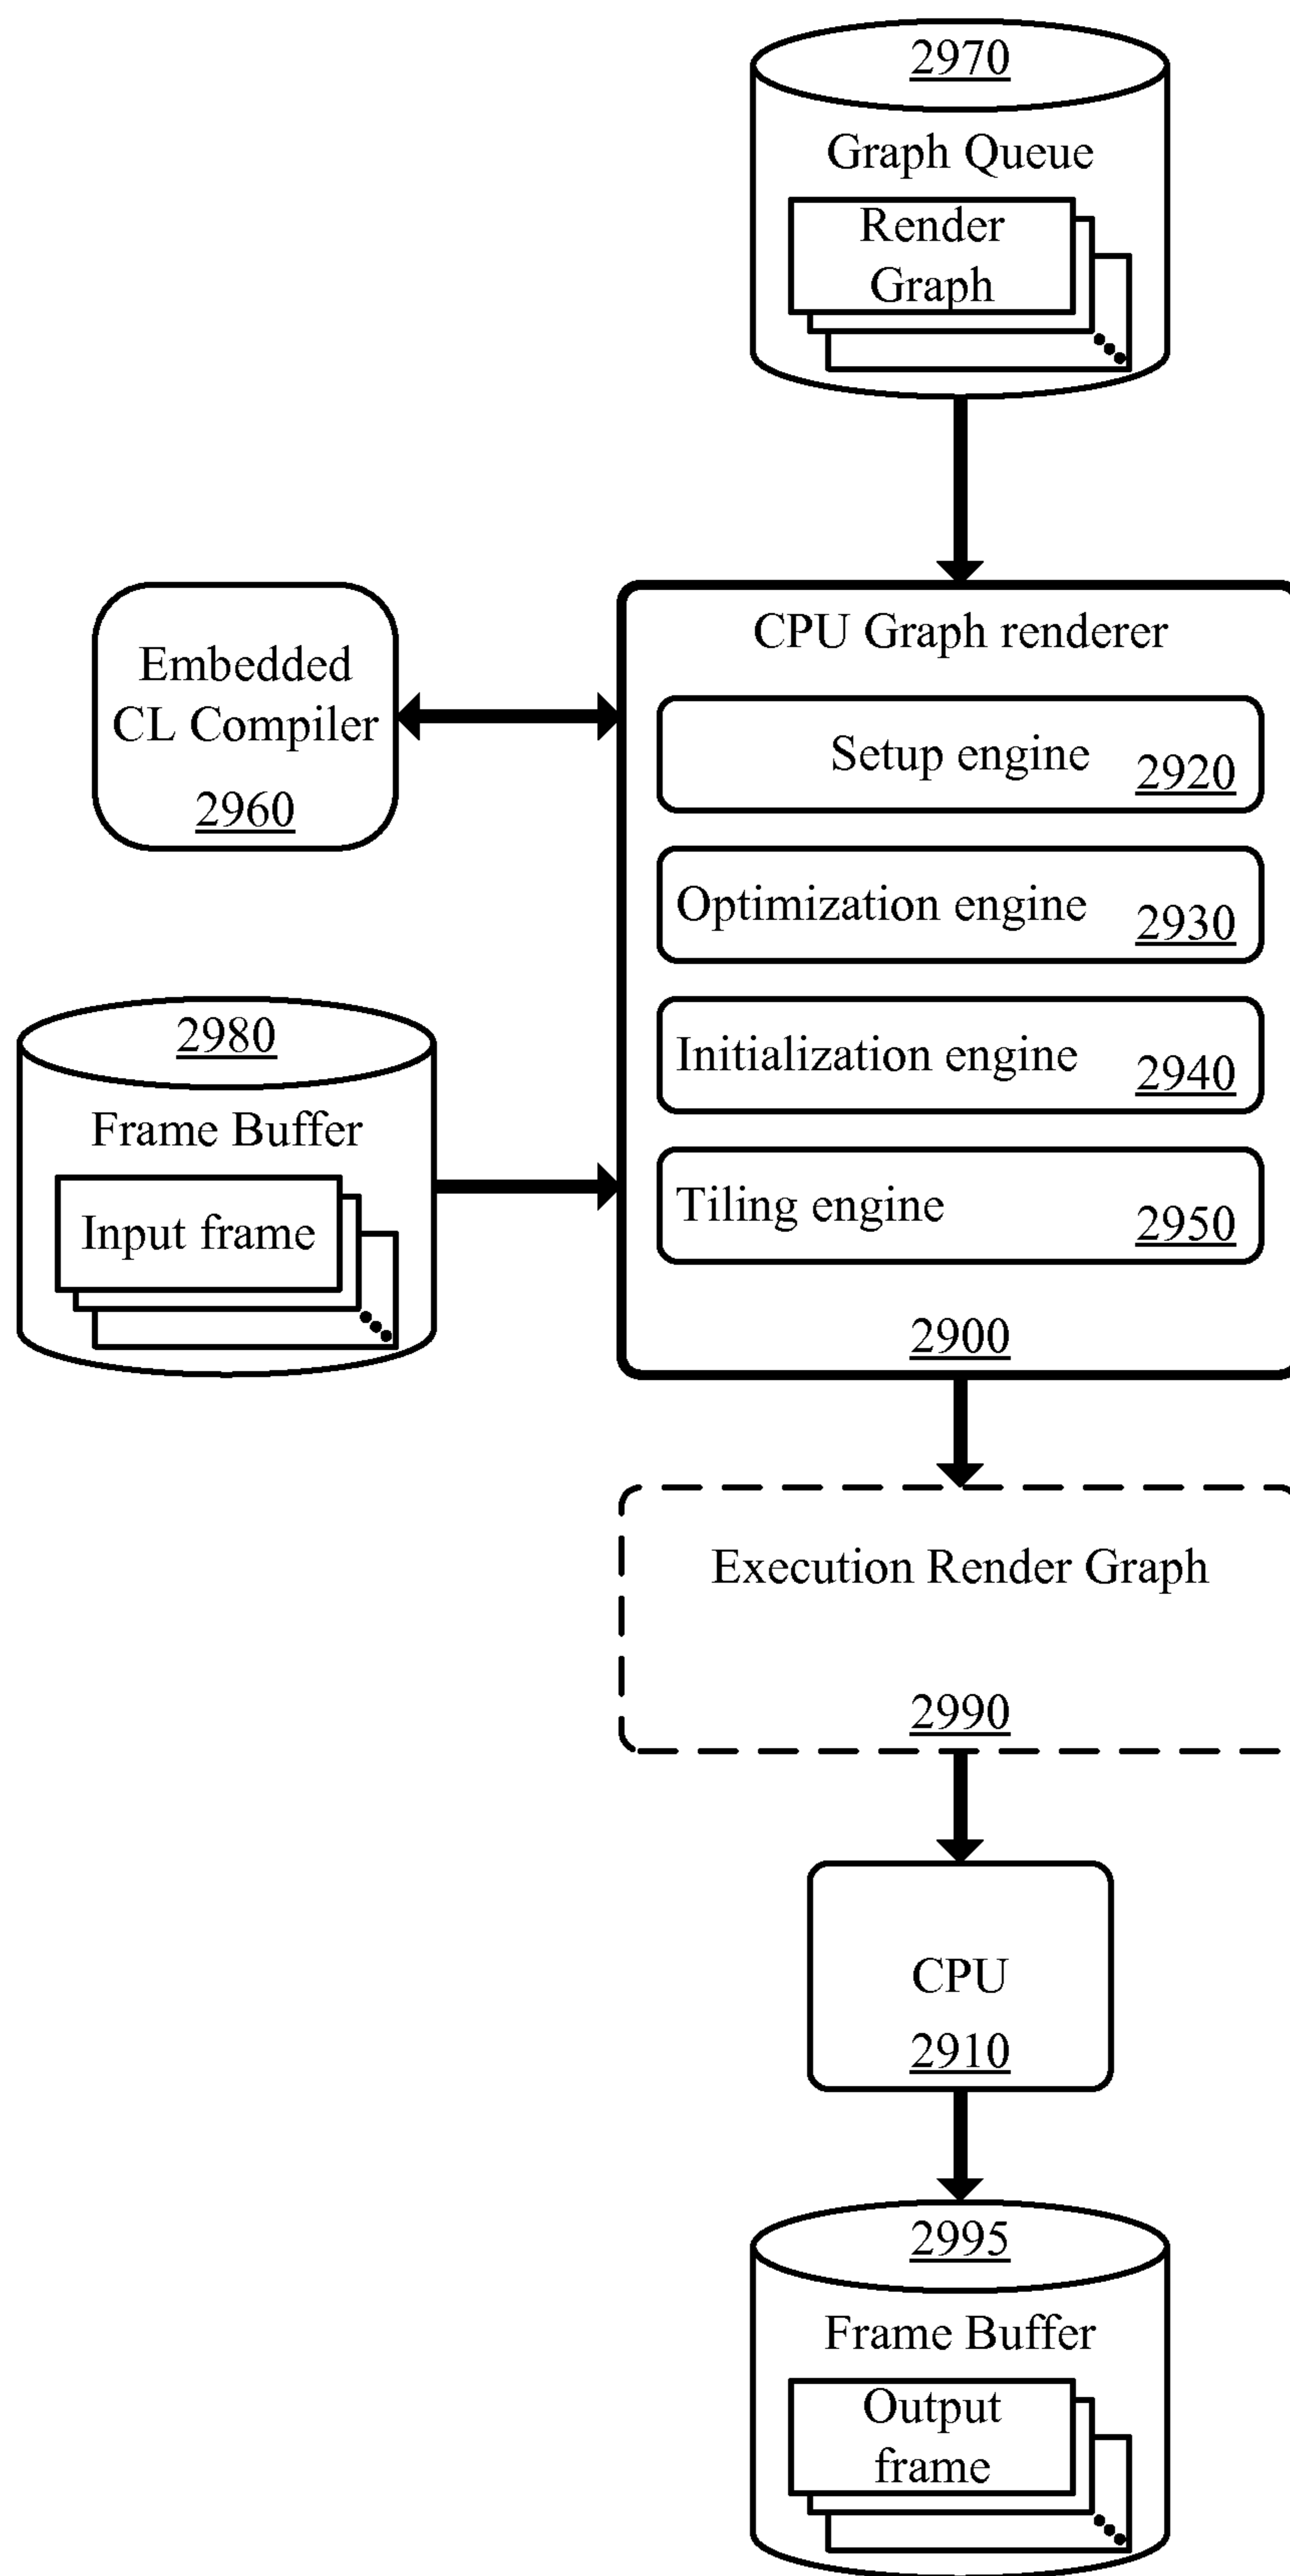 2970
Graph Queue
Render
Graph
CPU Graph renderer
Embedded
CL Compiler
2960
Setup engine
2920
Optimization engine
2930
Initialization engine
2940
Tiling engine
2950
2900
2980
Frame Buffer
Input frame
Execution Render Graph
2990
CPU
2910
2995
Frame Buffer
Output
frame